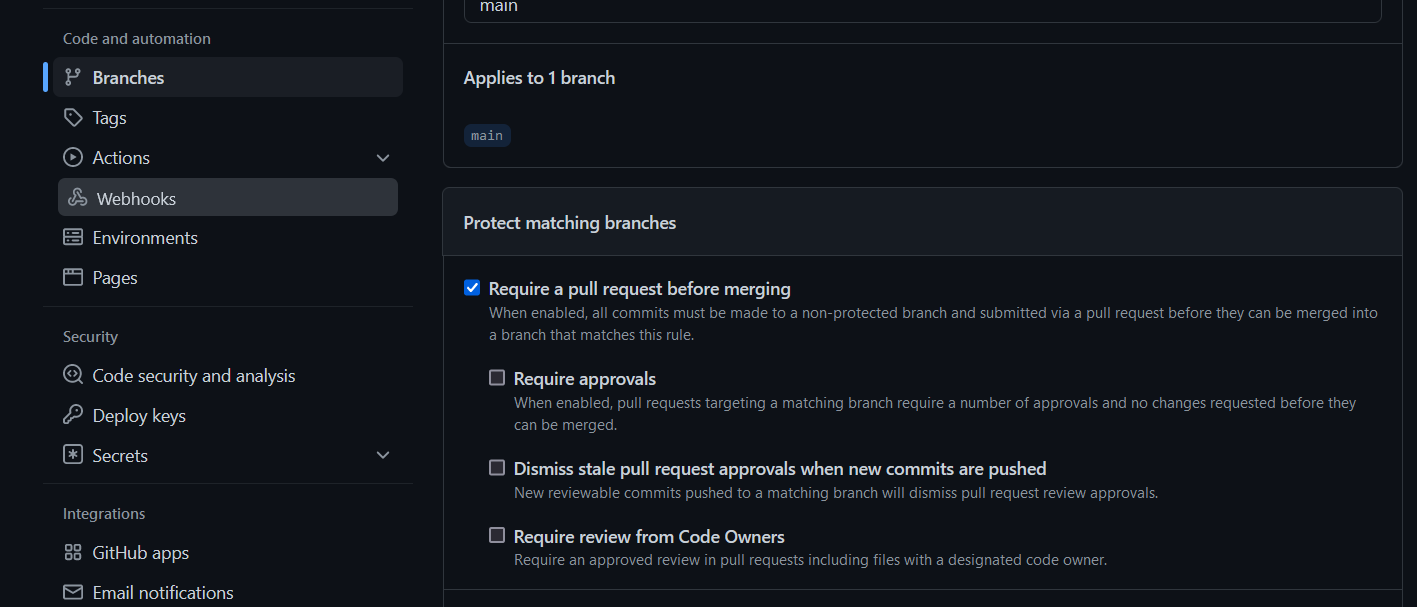 Code and automation
Branches
Tags
Actions
Webhooks
Environments
Pages
Security
Code security and analysis
Deploy keys
Secrets
Integrations
GitHub apps
Email notifications
main
Applies to 1 branch
main
Protect matching branches
Require a pull request before merging
When enabled, all commits must be made to a non-protected branch and submitted via a pull request before they can be merged into
a branch that matches this rule.
Require approvals
When enabled, pull requests targeting a matching branch require a number of approvals and no changes requested before they
can be merged.
Dismiss stale pull request approvals when new commits are pushed
New reviewable commits pushed to a matching branch will dismiss pull request review approvals.
Require review from Code Owners
Require an approved review in pull requests including files with a designated code owner.